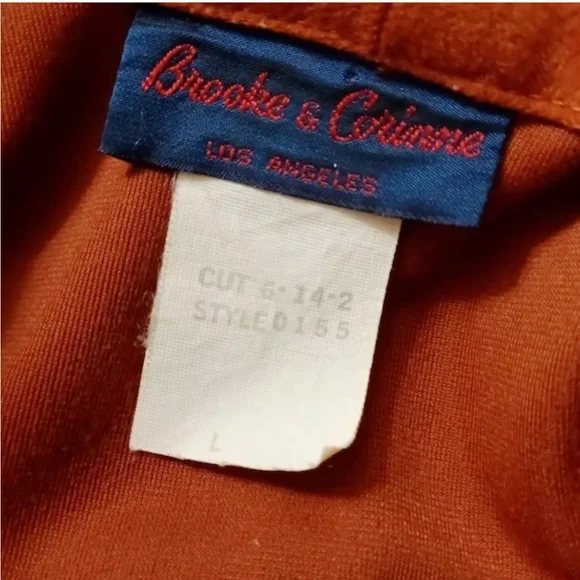 Brooke & Corinne
LOS ANGELES
CUT 6-14-2
STYLE 0155
L